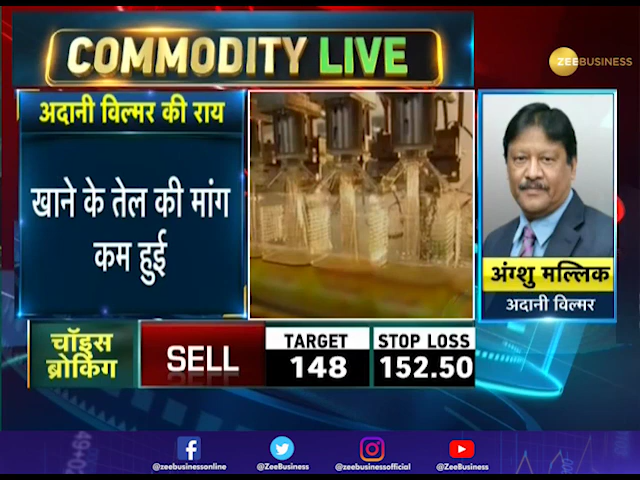 COMMODITY LIVE
ZEEBUSINESS
अदानी विल्मर की राय
खाने के तेल की मांग
कम हुई
अंग्शु मल्लिक
अदानी विल्मर
चॉइस
ब्रोकिंग
SELL
TARGET
148
STOP LOSS
152.50
@zeebusinessonline
@ZeeBusiness
@zeebusinessofficial
@ZeeBusiness